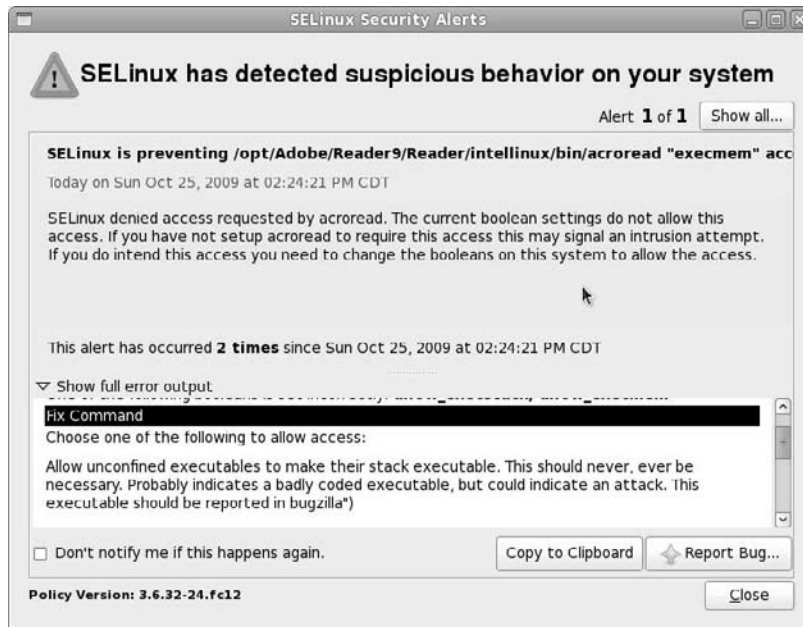 SELinux Security Alerts
SELinux has detected suspicious behavior on your system
Alert 1 of 1 Show all...
SELinux is preventing /opt/Adobe/Reader9/Reader/intellinux/bin/acroread "execmem" acc
Today on Sun Oct 25, 2009 at 02:24:21 PM CDT
SELinux denied access requested by acroread. The current boolean settings do not allow this
access. If you have not setup acroread to require this access this may signal an intrusion attempt.
If you do intend this access you need to change the booleans on this system to allow the access.
This alert has occurred 2 times since Sun Oct 25, 2009 at 02:24:21 PM CDT
Show full error output
Fix Command
Choose one of the following to allow access:
Allow unconfined executables to make their stack executable. This should never, ever be
necessary. Probably indicates a badly coded executable, but could indicate an attack. This
executable should be reported in bugzilla")
Don't notify me if this happens again.
Copy to Clipboard
Report Bug...
Policy Version: 3.6.32-24.fc12
Close